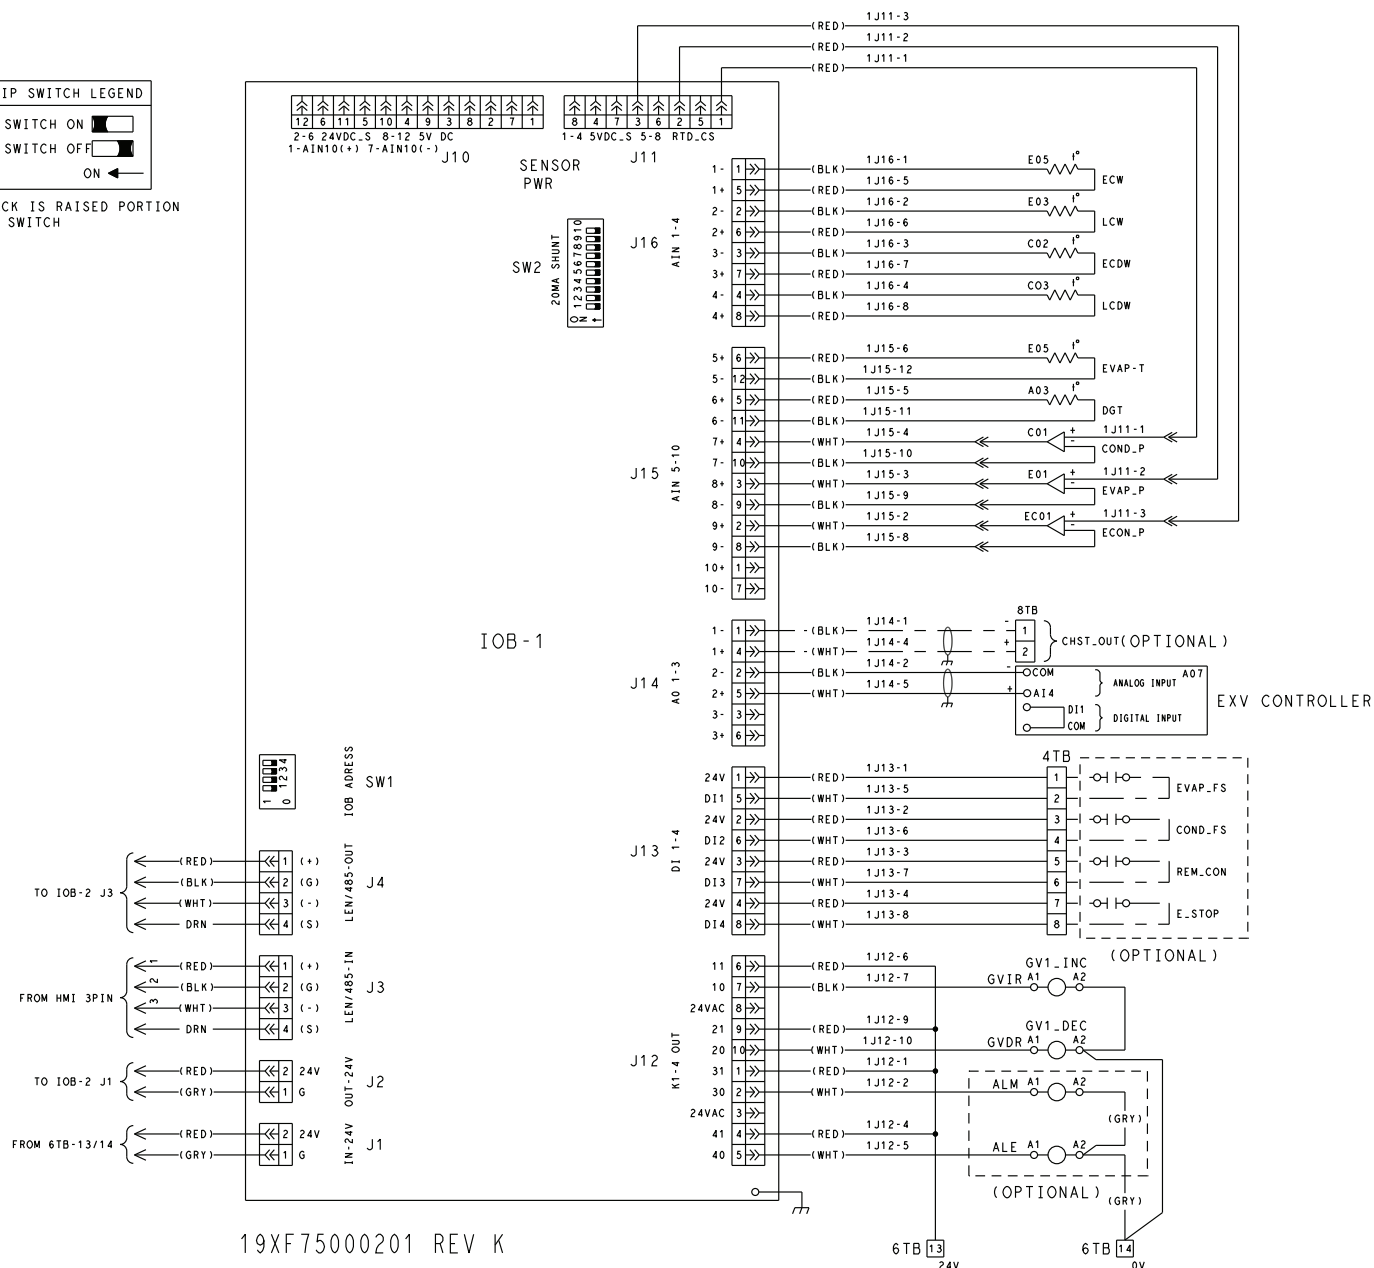 IP SWITCH LEGEND
SWITCH ON
SWITCH OFF
ON
CK IS RAISED PORTION
SWITCH
12 6 11 5 10 4 9 3 8 2 7 1
2-6 24VDC_S 8-12 5V DC
1-AIN10(+) 7-AIN10(-)
J10
8 4 7 3 6 2 5 1
1-4 5VDC_S 5-8 RTD_CS
J11
SENSOR
PWR
(RED) 1J11-3
(RED) 1J11-2
(RED) 1J11-1
SW2
20MA SHUNT
1 2 3 4 5 6 7 8 9 10
ON
J16
AIN 1-4
1- 1 (BLK) 1J16-1 E05 t° ECW
1+ 5 (RED) 1J16-5
2- 2 (BLK) 1J16-2 E03 t° LCW
2+ 6 (RED) 1J16-6
3- 3 (BLK) 1J16-3 C02 t° ECDW
3+ 7 (RED) 1J16-7
4- 4 (BLK) 1J16-4 C03 t° LCDW
4+ 8 (RED) 1J16-8
J15
AIN 5-10
5+ 6 (RED) 1J15-6 E05 t° EVAP-T
5- 12 (BLK) 1J15-12
6+ 5 (RED) 1J15-5 A03 t° DGT
6- 11 (BLK) 1J15-11
7+ 4 (WHT) 1J15-4 C01 + - 1J11-1
7- 10 (BLK) 1J15-10 COND_P
8+ 3 (WHT) 1J15-3 E01 + - 1J11-2
8- 9 (BLK) 1J15-9 EVAP_P
9+ 2 (WHT) 1J15-2 EC01 + - 1J11-3
9- 8 (BLK) 1J15-8 ECON_P
10+ 1
10- 7
IOB-1
J14
AO 1-3
8TB
1- 1 (BLK) 1J14-1 - 1
1+ 4 (WHT) 1J14-4 + 2
CHST_OUT(OPTIONAL)
2- 2 (BLK) 1J14-2 - COM
2+ 5 (WHT) 1J14-5 + AI4
3- 3
3+ 6
ANALOG INPUT A07
DI1
COM
DIGITAL INPUT
EXV CONTROLLER
SW1
IOB ADRESS
1 2 3 4
1 0
J13
DI 1-4
4TB
24V 1 (RED) 1J13-1 1 EVAP_FS
DI1 5 (WHT) 1J13-5 2
24V 2 (RED) 1J13-2 3 COND_FS
DI2 6 (WHT) 1J13-6 4
24V 3 (RED) 1J13-3 5 REM_CON
DI3 7 (WHT) 1J13-7 6
24V 4 (RED) 1J13-4 7 E_STOP
DI4 8 (WHT) 1J13-8 8
(OPTIONAL)
TO IOB-2 J3
(RED) 1 (+)
(BLK) 2 (G)
(WHT) 3 (-)
DRN 4 (S)
LEN/485-OUT
J4
FROM HMI 3PIN
1 (RED) 1 (+)
2 (BLK) 2 (G)
3 (WHT) 3 (-)
DRN 4 (S)
LEN/485-IN
J3
TO IOB-2 J1
(RED) 2 24V
(GRY) 1 G
OUT-24V
J2
FROM 6TB-13/14
(RED) 2 24V
(GRY) 1 G
IN-24V
J1
J12
K1-4 OUT
11 6 (RED) 1J12-6
10 7 (BLK) 1J12-7 GVIR A1 GV1_INC A2
24VAC 8
21 9 (RED) 1J12-9
20 10 (WHT) 1J12-10 GVDR A1 GV1_DEC A2
31 1 (RED) 1J12-1
30 2 (WHT) 1J12-2 ALM A1 A2
24VAC 3
(GRY)
41 4 (RED) 1J12-4
40 5 (WHT) 1J12-5 ALE A1 A2
(OPTIONAL)
(GRY)
19XF75000201 REV K
6TB 13
24V
6TB 14
0V